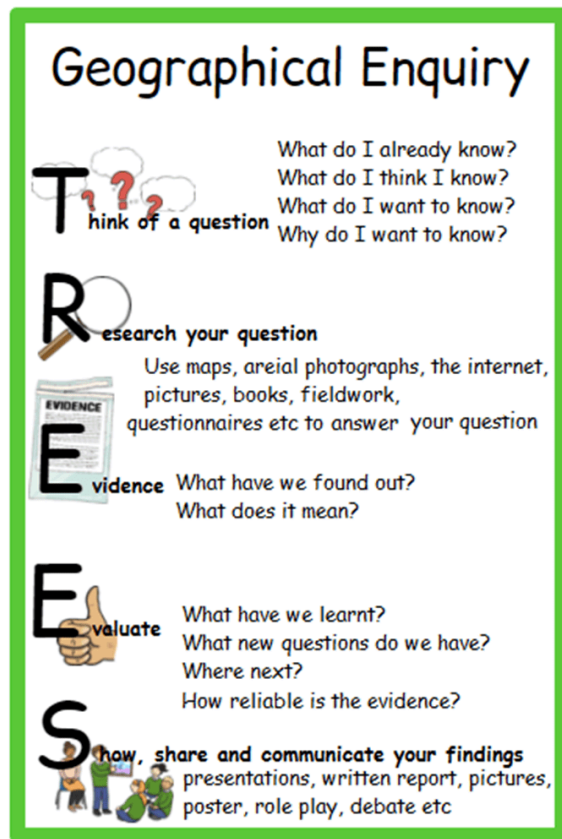 Geographical Enquiry
What do I already know?
What do I think I know?
What do I want to know?
Why do I want to know?
Think of a question
Research your question
Use maps, areial photographs, the internet,
pictures, books, fieldwork,
questionnaires etc to answer your question
EVIDENCE
Evidence
What have we found out?
What does it mean?
Evaluate
What have we learnt?
What new questions do we have?
Where next?
How reliable is the evidence?
Show, share and communicate your findings
presentations, written report, pictures,
poster, role play, debate etc